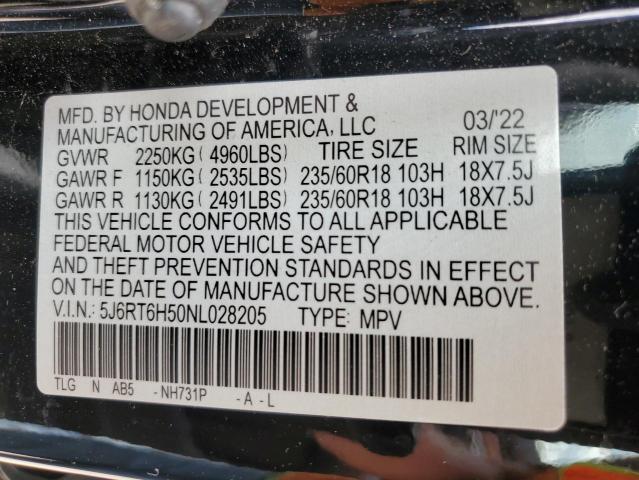 MFD. BY HONDA DEVELOPMENT &
MANUFACTURING OF AMERICA, LLC 03/'22
GVWR 2250KG ( 4960LBS) TIRE SIZE RIM SIZE
GAWR F 1150KG ( 2535LBS) 235/60R18 103H 18X7.5J
GAWR R 1130KG ( 2491LBS) 235/60R18 103H 18X7.5J
THIS VEHICLE CONFORMS TO ALL APPLICABLE
FEDERAL MOTOR VEHICLE SAFETY
AND THEFT PREVENTION STANDARDS IN EFFECT
ON THE DATE OF MANUFACTURE SHOWN ABOVE.
V.I.N.: 5J6RT6H50NL028205 TYPE: MPV
TLG N AB5 -NH731P -A-L